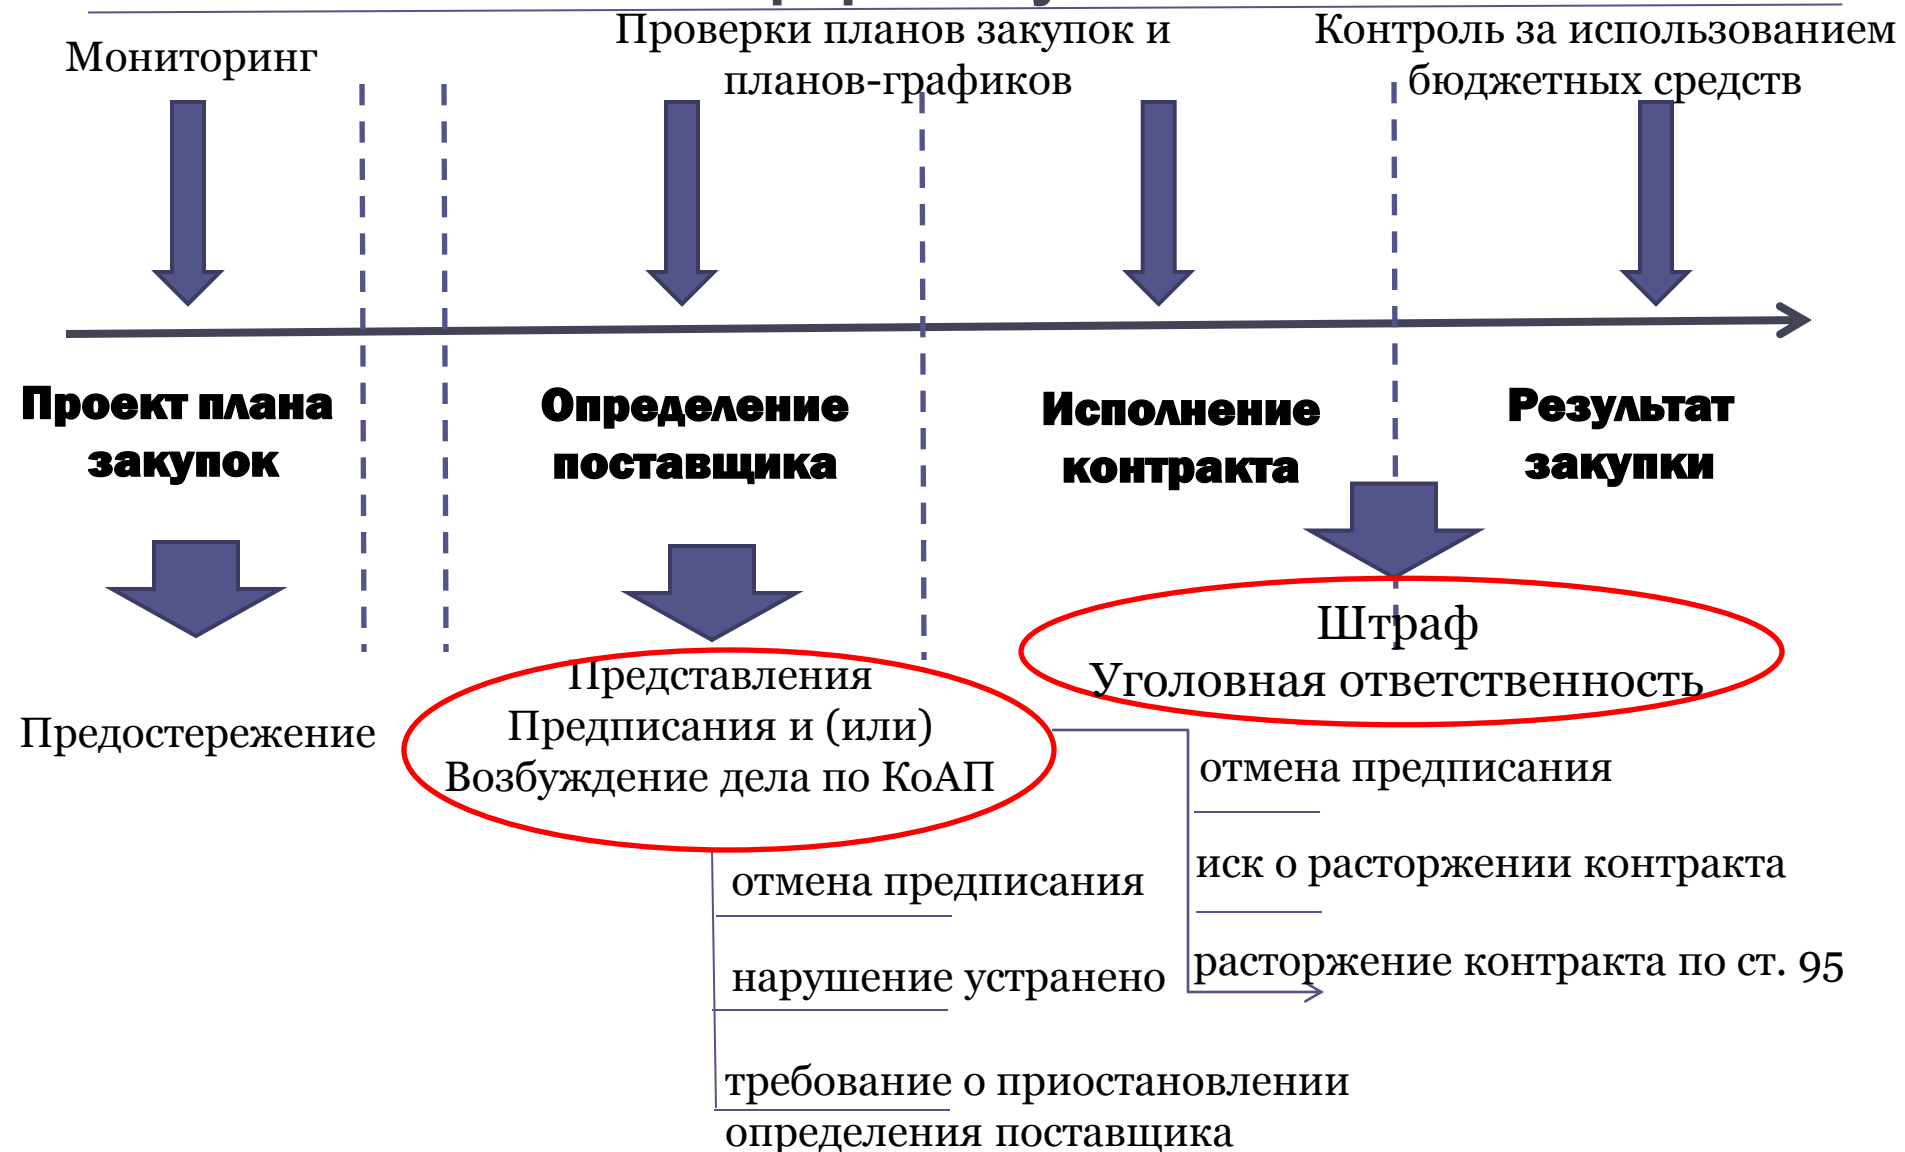 Мониторинг
Проверки планов закупок и
планов-графиков
Контроль за использованием
бюджетных средств
Проект плана
закупок
Определение
поставщика
Исполнение
контракта
Результат
закупки
Предостережение
Представления
Предписания и (или)
Возбуждение дела по КоАП
Штраф
Уголовная ответственность
отмена предписания
нарушение устранено
требование о приостановлении
определения поставщика
отмена предписания
иск о расторжении контракта
расторжение контракта по ст. 95